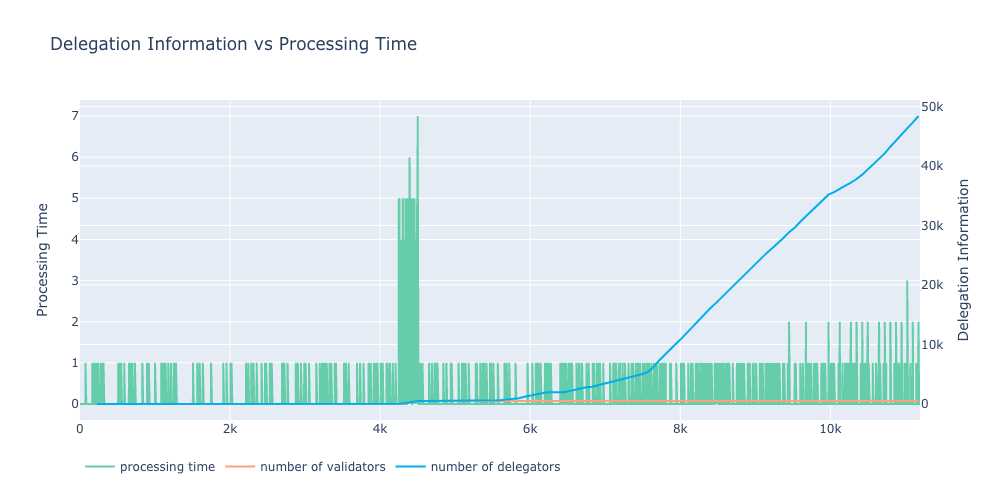 Delegation Information vs Processing Time
7
6
5
4
3
2
1
0
Processing Time
50k
40k
30k
20k
10k
0
Delegation Information
0
2k
4k
6k
8k
10k
processing time
number of validators
number of delegators